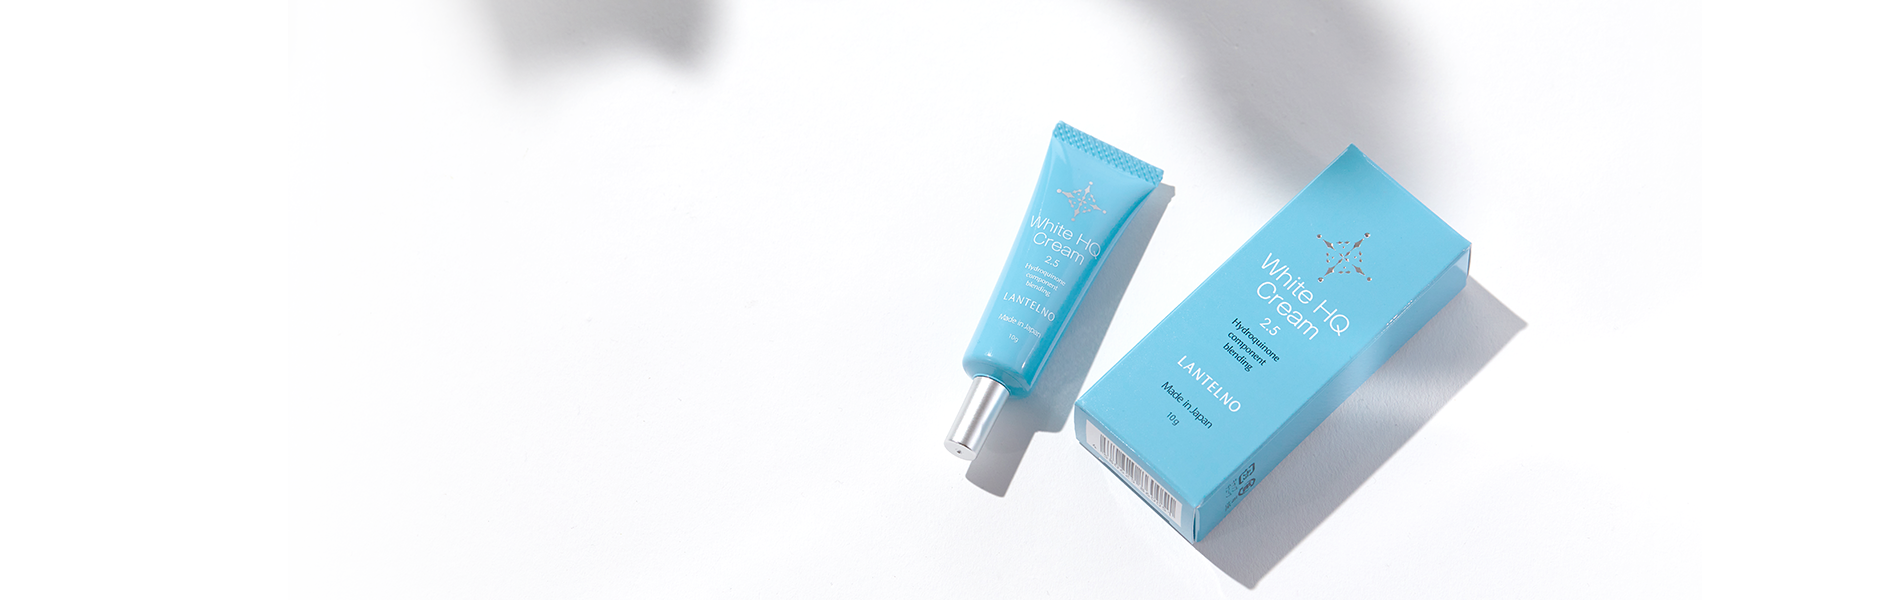 White HQ
Cream
2.5
Hydroquinone
component
blending
LANTELNO
Made in Japan
10g
White HQ
Cream
2.5
Hydroquinone
component
blending
LANTELNO
Made in Japan
10g